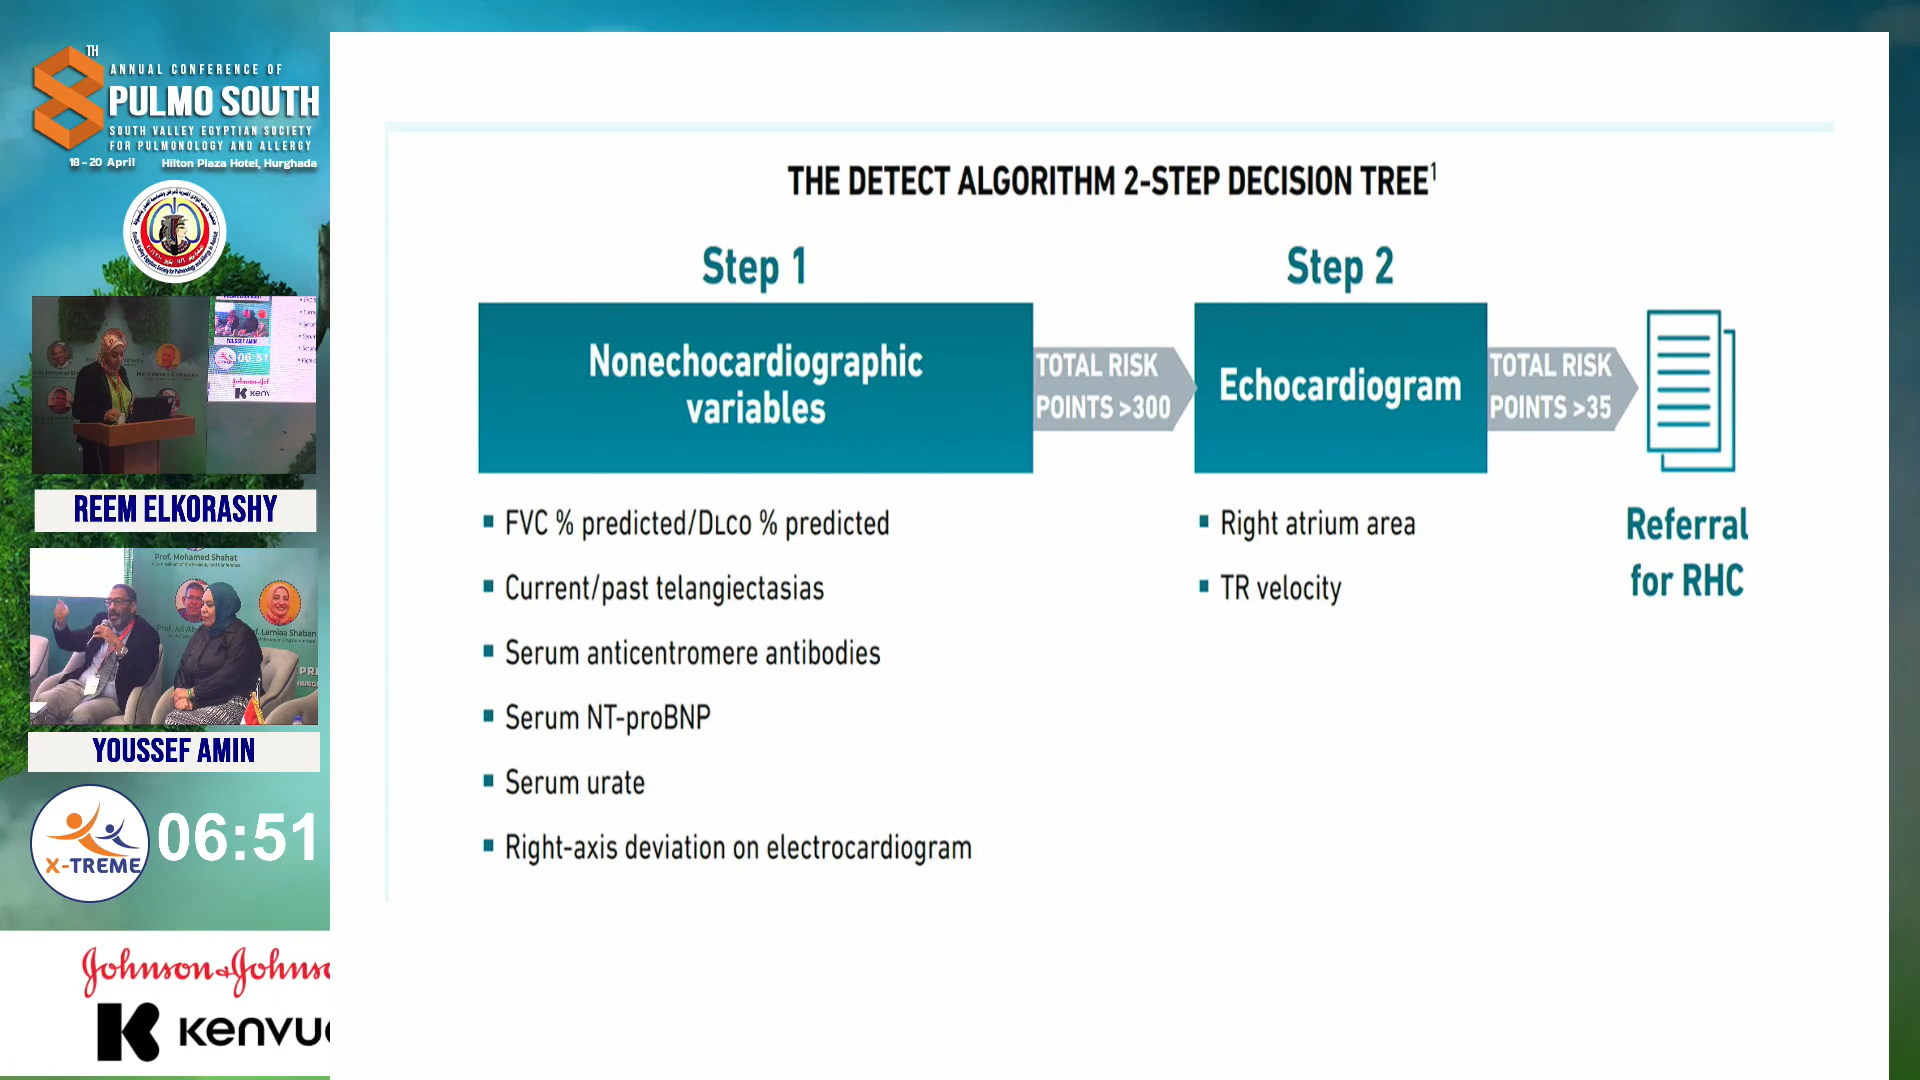 TH
ANNUAL CONFERENCE OF
PULMO SOUTH
SOUTH VALLEY EGYPTIAN SOCIETY
FOR PULMONOLOGY AND ALLERGY
18-20 April Hilton Plaza Hotel, Hurghada
REEM ELKORASHY
Prof. Mohamed Shahat
YOUSSEF AMIN
X-TREME
06:51
Johnson & Johnso
KENVUE
THE DETECT ALGORITHM 2-STEP DECISION TREE¹
Step 1
Nonechocardiographic
variables
TOTAL RISK
POINTS >300
Step 2
Echocardiogram
TOTAL RISK
POINTS >35
Referral
for RHC
▪ FVC % predicted/DLCO % predicted
▪ Current/past telangiectasias
▪ Serum anticentromere antibodies
▪ Serum NT-proBNP
▪ Serum urate
▪ Right-axis deviation on electrocardiogram
▪ Right atrium area
▪ TR velocity